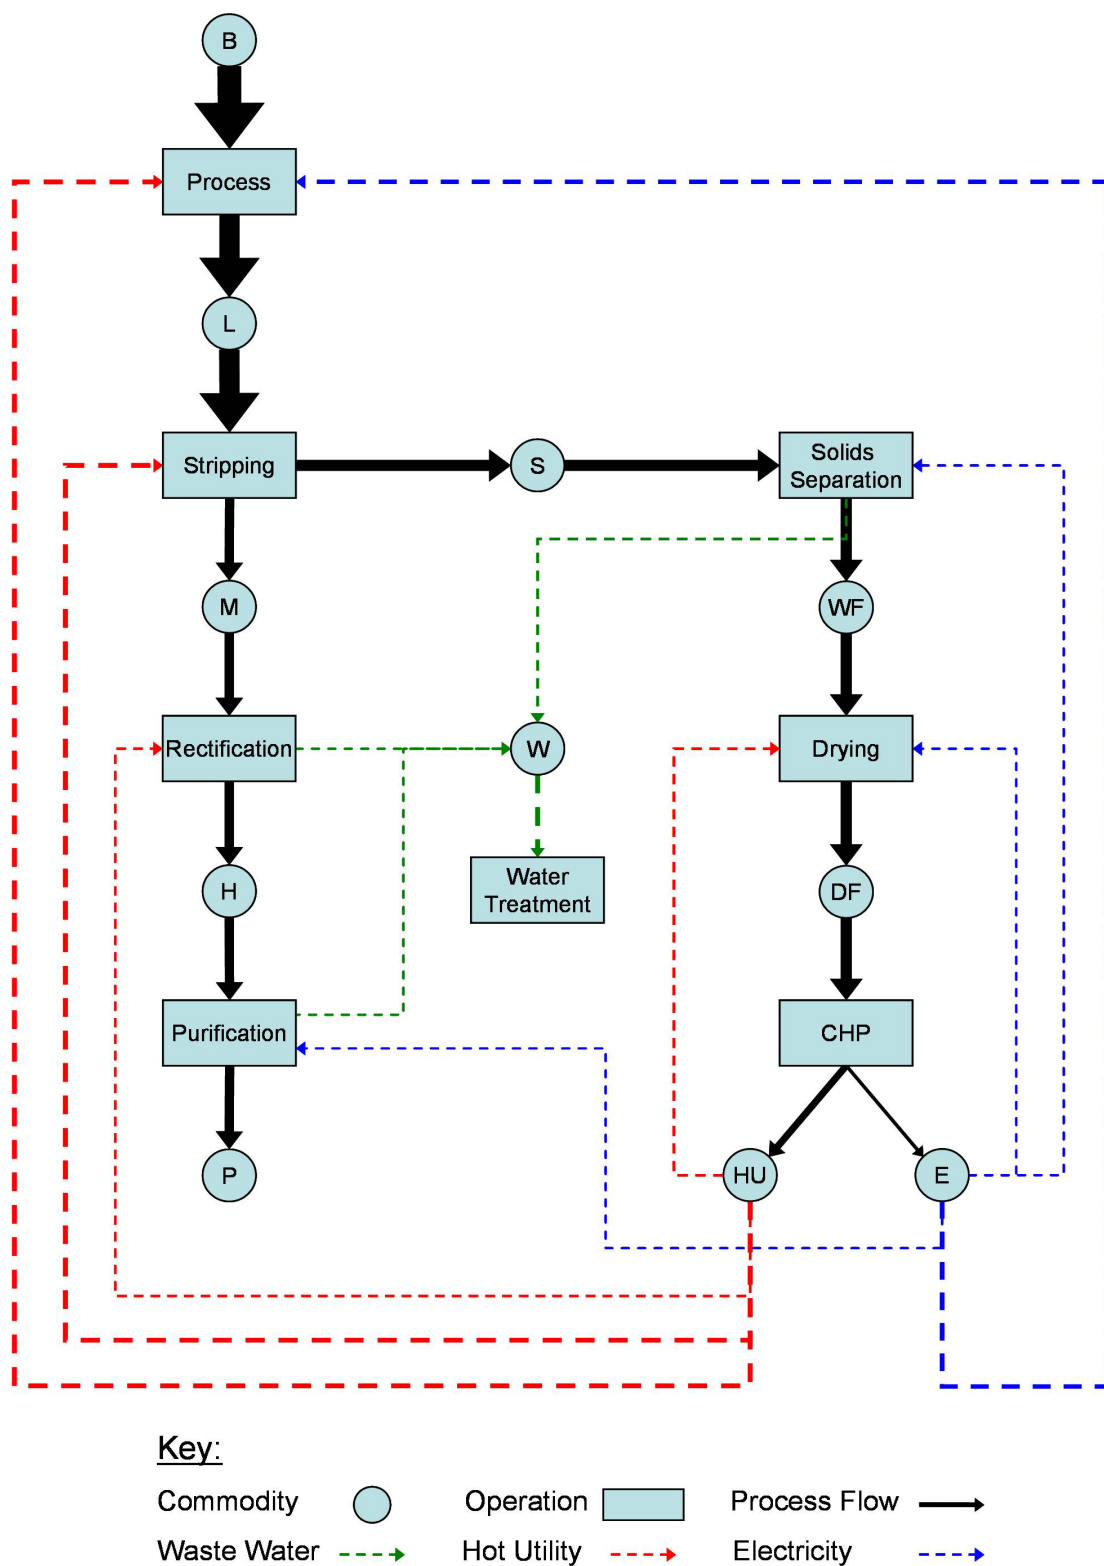 B
Process
L
Stripping
S
Solids
Separation
M
WF
Rectification
W
Drying
H
Water
Treatment
DF
Purification
CHP
P
HU
E
Key:
Commodity
Operation
Process Flow
Waste Water
Hot Utility
Electricity